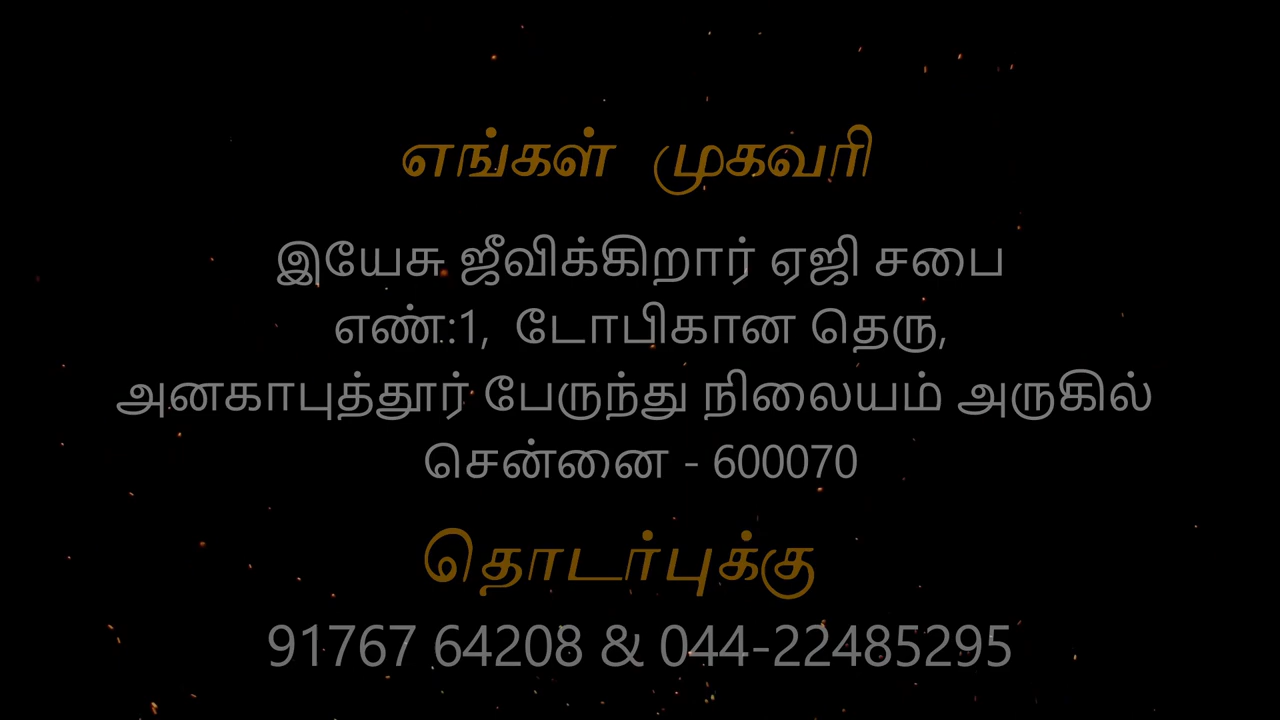 எங்கள் முகவரி
இயேசு ஜீவிக்கிறார் ஏஜி சபை
எண்:1, டோபிகான தெரு,
அனகாபுத்தூர் பேருந்து நிலையம் அருகில்
சென்னை - 600070
தொடர்புக்கு
91767 64208 & 044-22485295